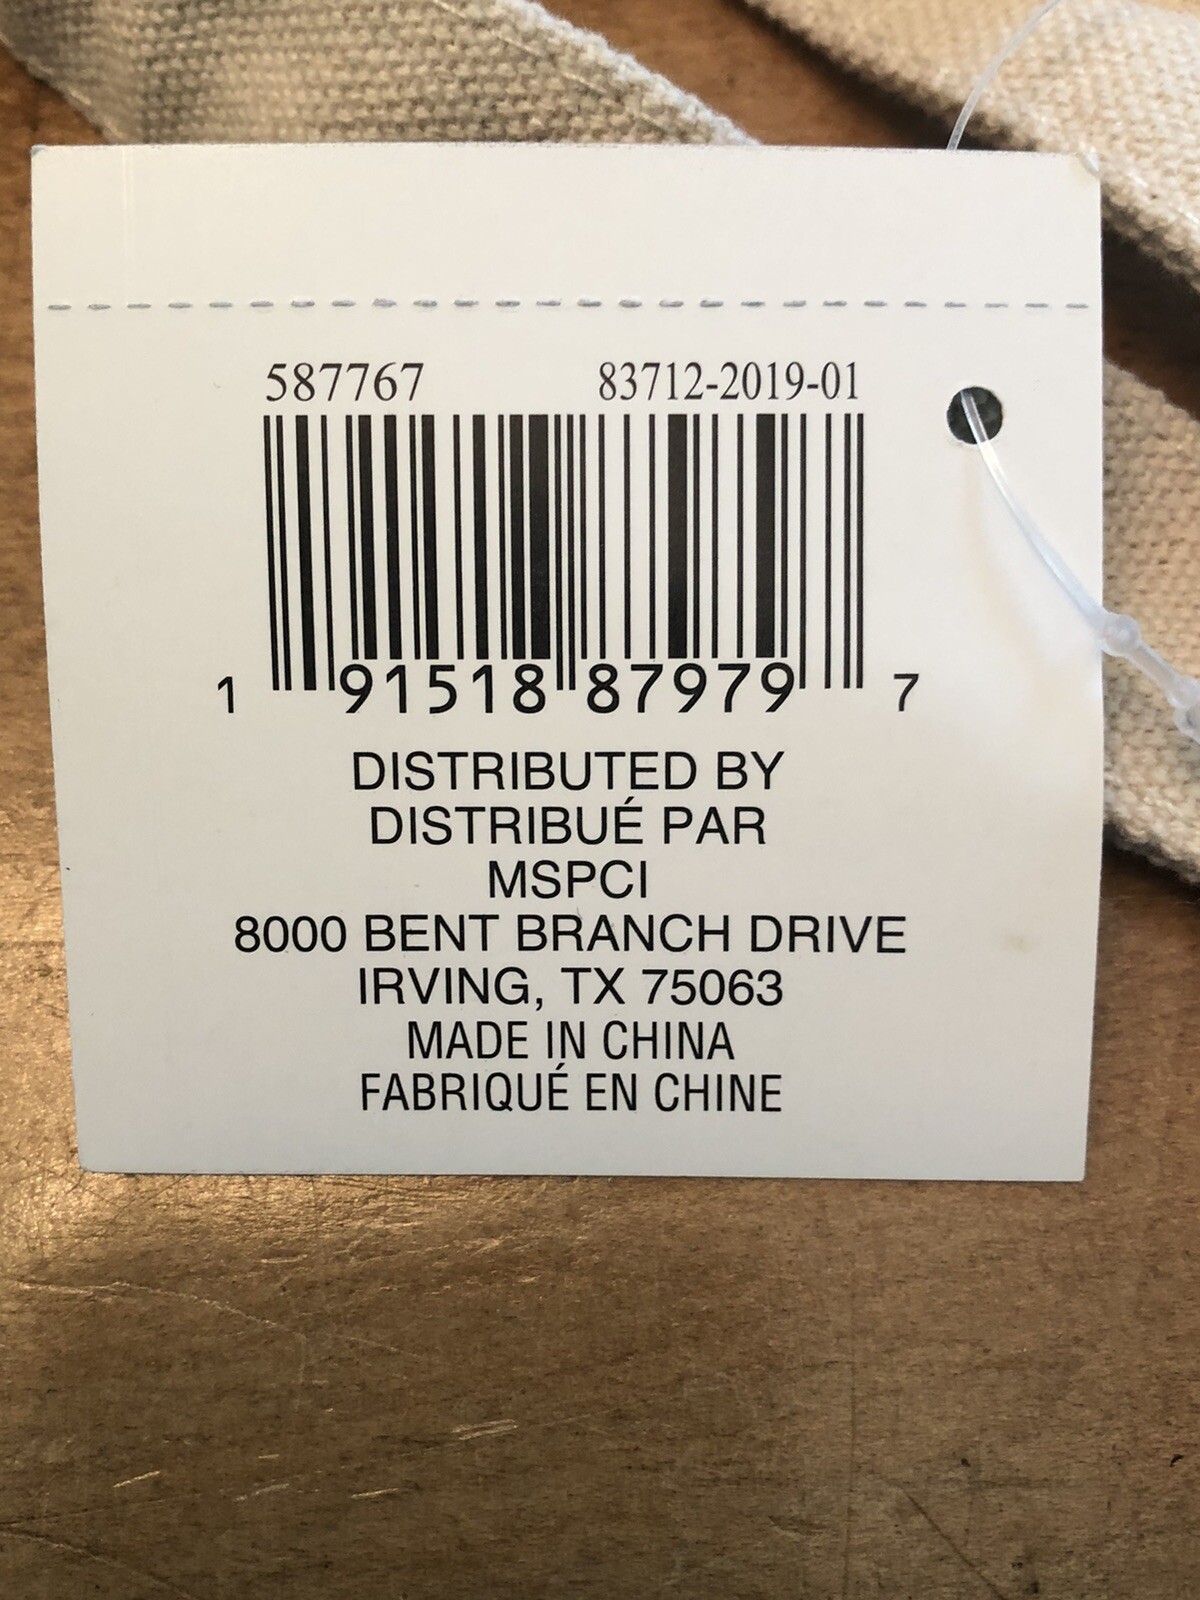 587767 83712-2019-01
1 91518 87979 7
DISTRIBUTED BY
DISTRIBUÉ PAR
MSPCI
8000 BENT BRANCH DRIVE
IRVING, TX 75063
MADE IN CHINA
FABRIQUÉ EN CHINE